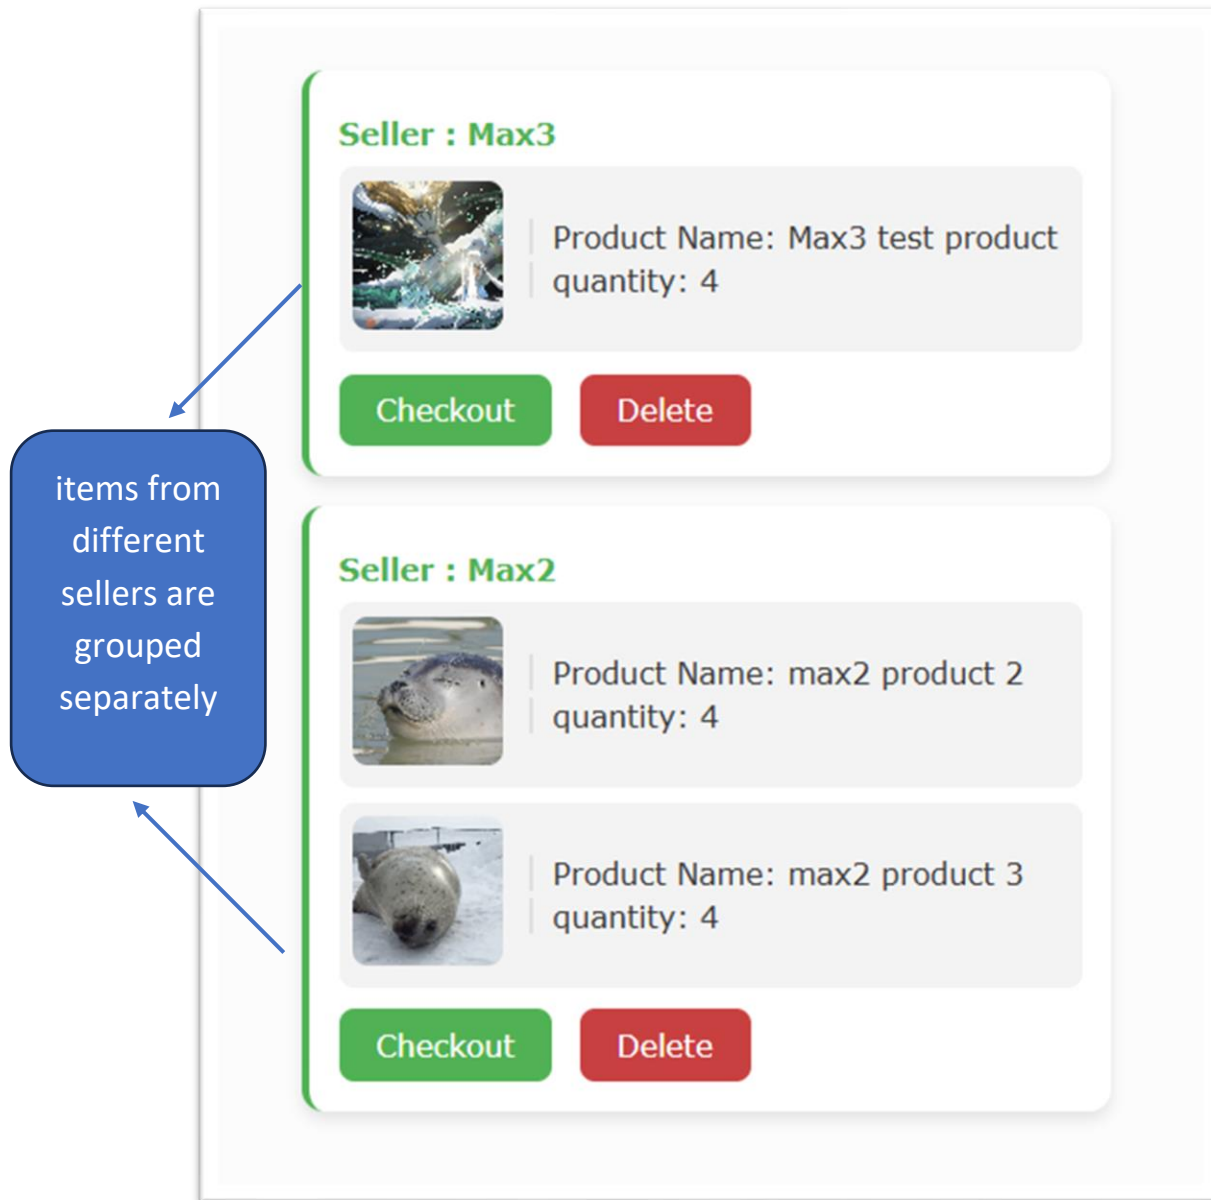 Seller : Max3
Product Name: Max3 test product
quantity: 4
Checkout
Delete
items from
different
sellers are
grouped
separately
Seller : Max2
Product Name: max2 product 2
quantity: 4
Product Name: max2 product 3
quantity: 4
Checkout
Delete